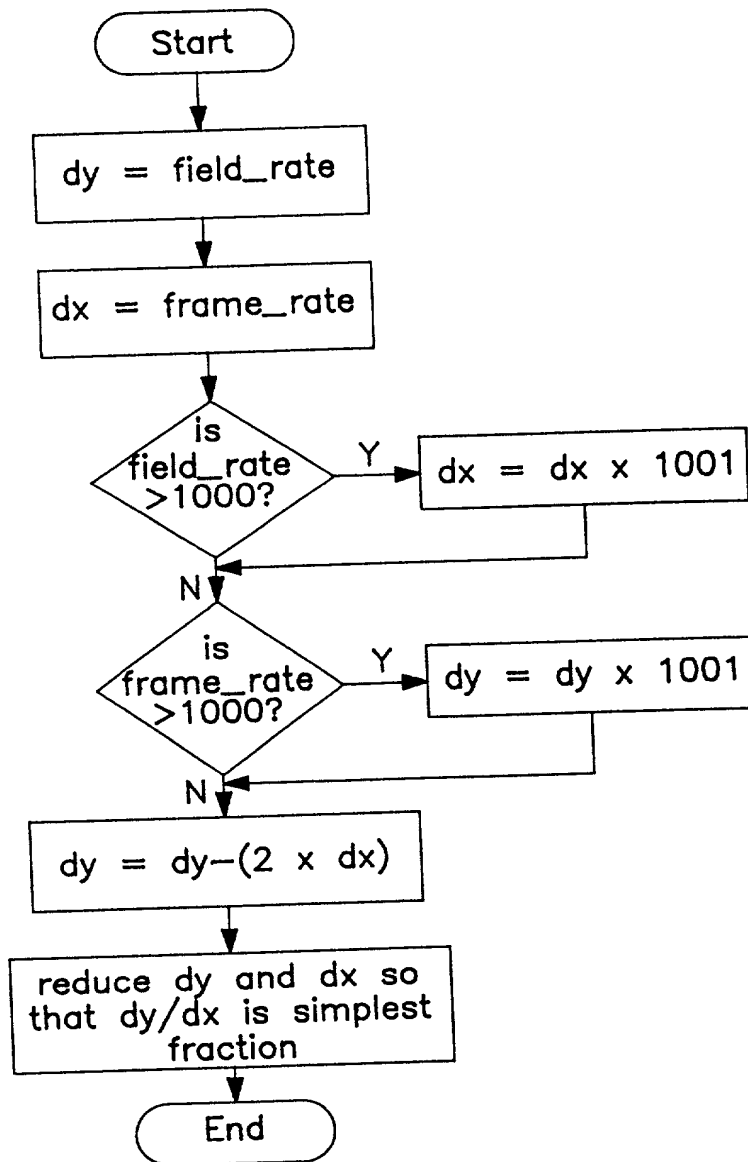 Start
dy = field_rate
dx = frame_rate
is
field_rate
>1000?
Y
dx = dx x 1001
N
is
frame_rate
>1000?
Y
dy = dy x 1001
N
dy = dy-(2 x dx)
reduce dy and dx so
that dy/dx is simplest
fraction
End